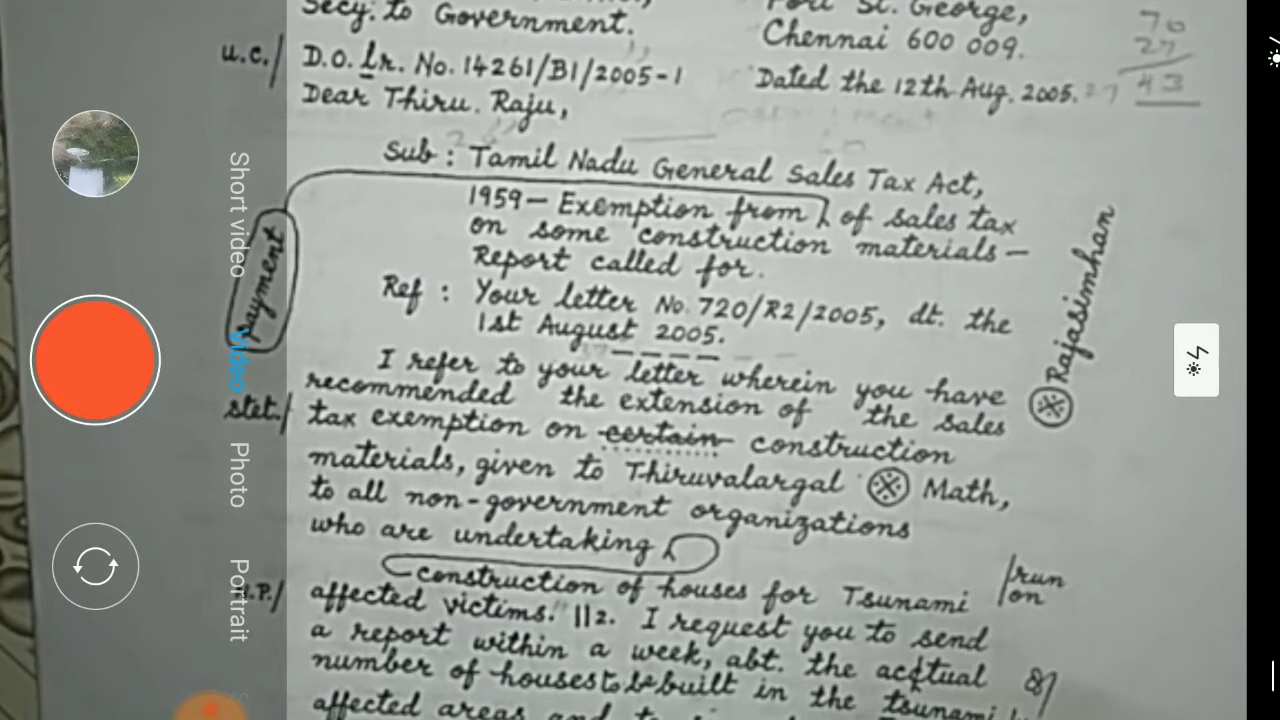 Secy. to Government.
Fort St. George,
Chennai 600 009.
70
27
43
u.c./ D.O. lr. No. 14261/B1/2005-1
Dated the 12th Aug. 2005. 27
Dear Thiru. Raju,
Sub : Tamil Nadu General Sales Tax Act,
1959 — Exemption from ⁁ of sales tax
payment
on some construction materials —
Report called for.
Ref : Your letter No. 720/R2/2005, dt. the
1st August 2005.
Rajasimhan
I refer to your letter wherein you have
recommended the extension of the sales
stet./ tax exemption on certain construction
materials, given to Thiruvalargal Math,
to all non-government organizations
who are undertaking
construction of houses for Tsunami /run on
P./ affected victims. ||2. I request you to send
a report within a week, abt. the acctual
number of houses to be built in the tsunami
affected areas and
Short video
Video
Photo
Portrait